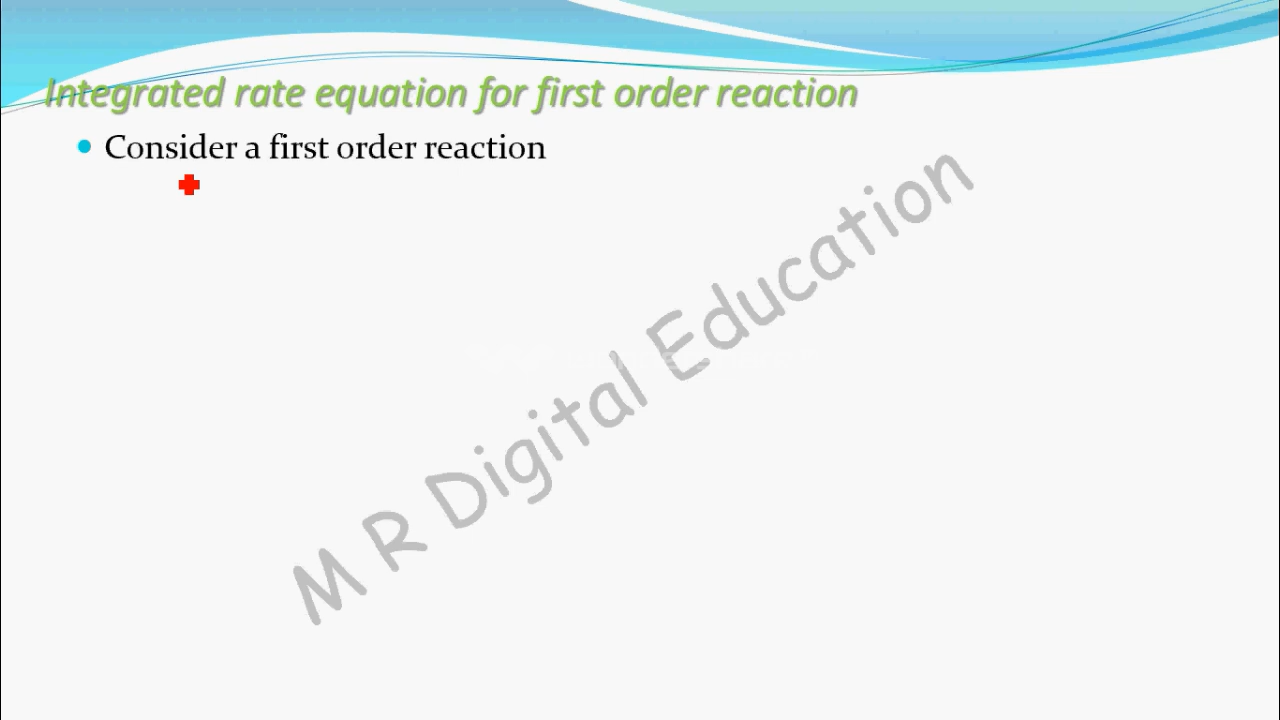 Integrated rate equation for first order reaction
Consider a first order reaction
M R Digital Education